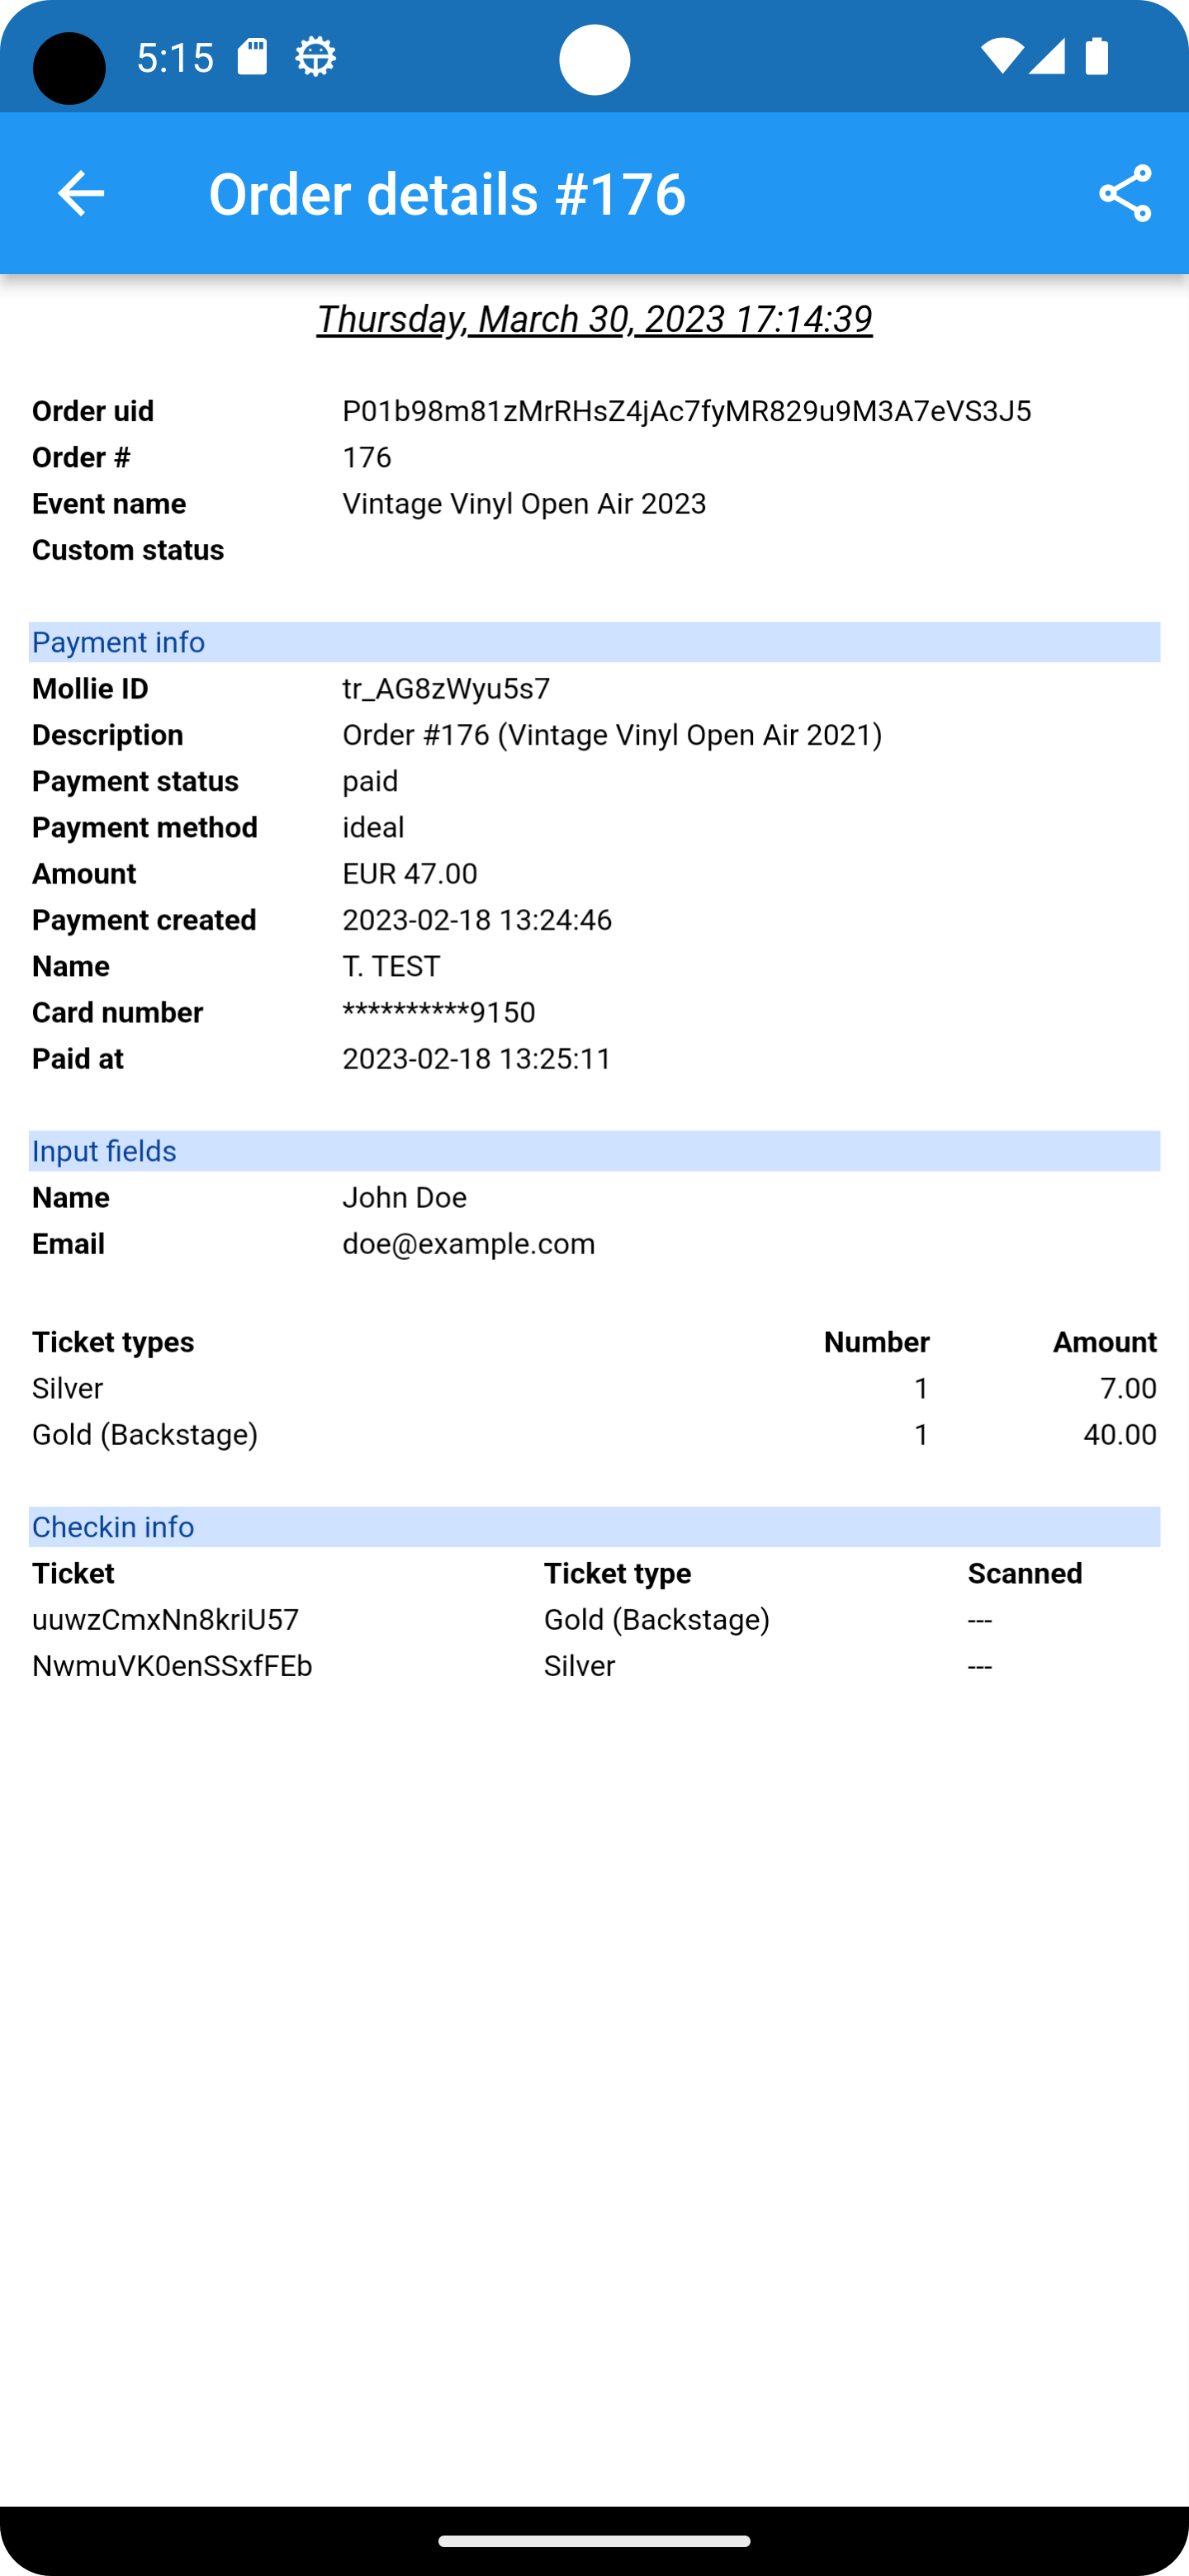 5:15
Order details #176
Thursday, March 30, 2023 17:14:39
Order uid P01b98m81zMrRHsZ4jAc7fyMR829u9M3A7eVS3J5
Order # 176
Event name Vintage Vinyl Open Air 2023
Custom status
Payment info
Mollie ID tr_AG8zWyu5s7
Description Order #176 (Vintage Vinyl Open Air 2021)
Payment status paid
Payment method ideal
Amount EUR 47.00
Payment created 2023-02-18 13:24:46
Name T. TEST
Card number **********9150
Paid at 2023-02-18 13:25:11
Input fields
Name John Doe
Email doe@example.com
Ticket types Number Amount
Silver 1 7.00
Gold (Backstage) 1 40.00
Checkin info
Ticket Ticket type Scanned
uuwzCmxNn8kriU57 Gold (Backstage) ---
NwmuVK0enSSxfFEb Silver ---